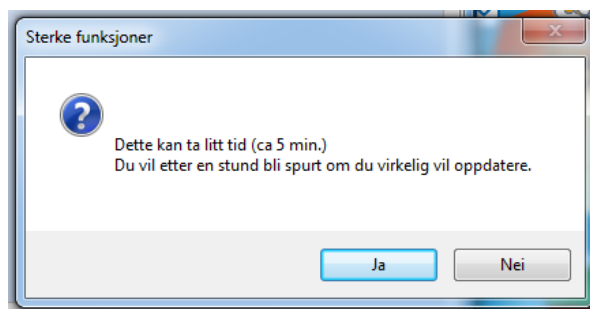 Sterke funksjoner
Dette kan ta litt tid (ca 5 min.)
Du vil etter en stund bli spurt om du virkelig vil oppdatere.
Ja
Nei